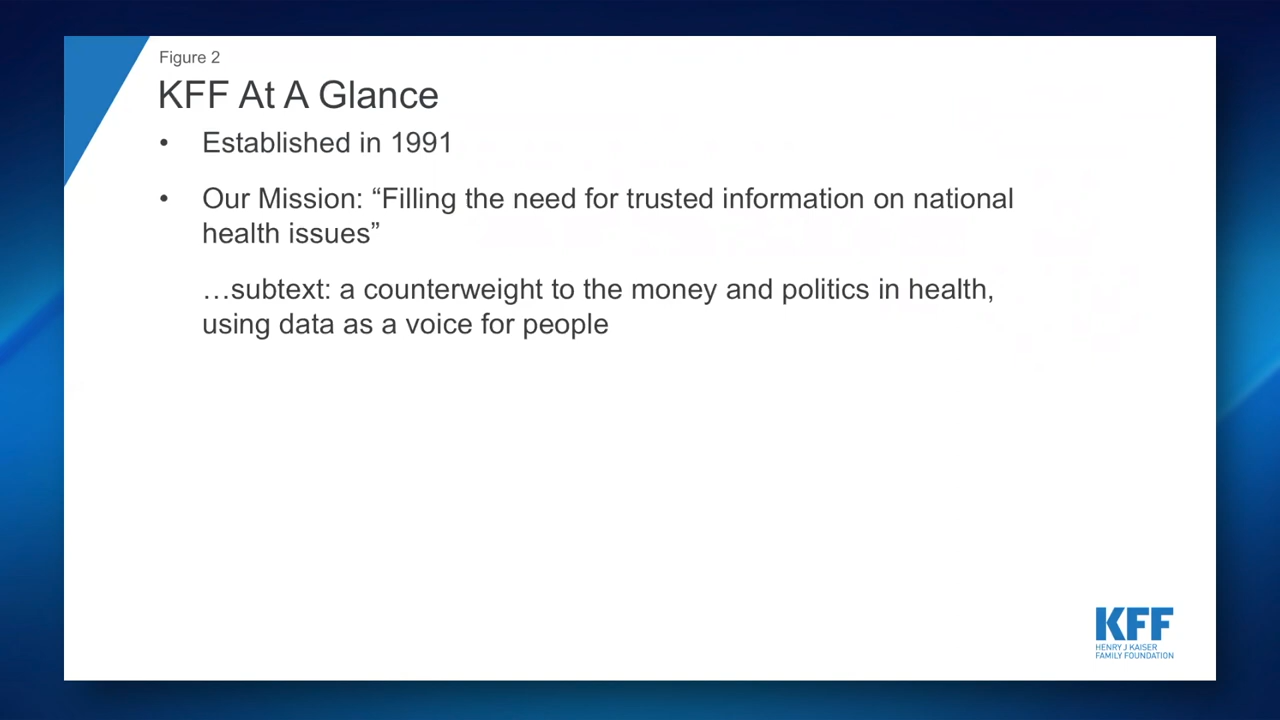 Figure 2
KFF At A Glance
• Established in 1991
• Our Mission: “Filling the need for trusted information on national
health issues”
…subtext: a counterweight to the money and politics in health,
using data as a voice for people
KFF
HENRY J KAISER
FAMILY FOUNDATION